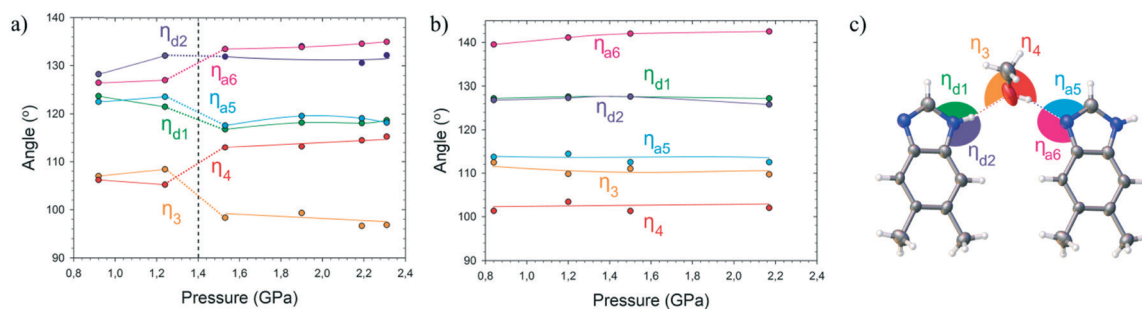 a)
140
130
120
110
100
90
Angle (º)
0,8 1,0 1,2 1,4 1,6 1,8 2,0 2,2 2,4
Pressure (GPa)
ηd2
ηa6
ηa5
ηd1
η4
η3
b)
140
130
120
110
100
90
Angle (º)
0,8 1,0 1,2 1,4 1,6 1,8 2,0 2,2 2,4
Pressure (GPa)
ηa6
ηd1
ηd2
ηa5
η3
η4
c)
η3 η4
ηd1 ηa5
ηd2 ηa6